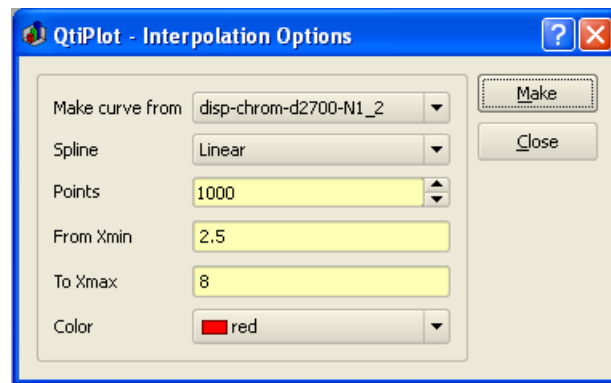 QtiPlot - Interpolation Options
Make curve from disp-chrom-d2700-N1_2
Make
Spline Linear
Close
Points 1000
From Xmin 2.5
To Xmax 8
Color red